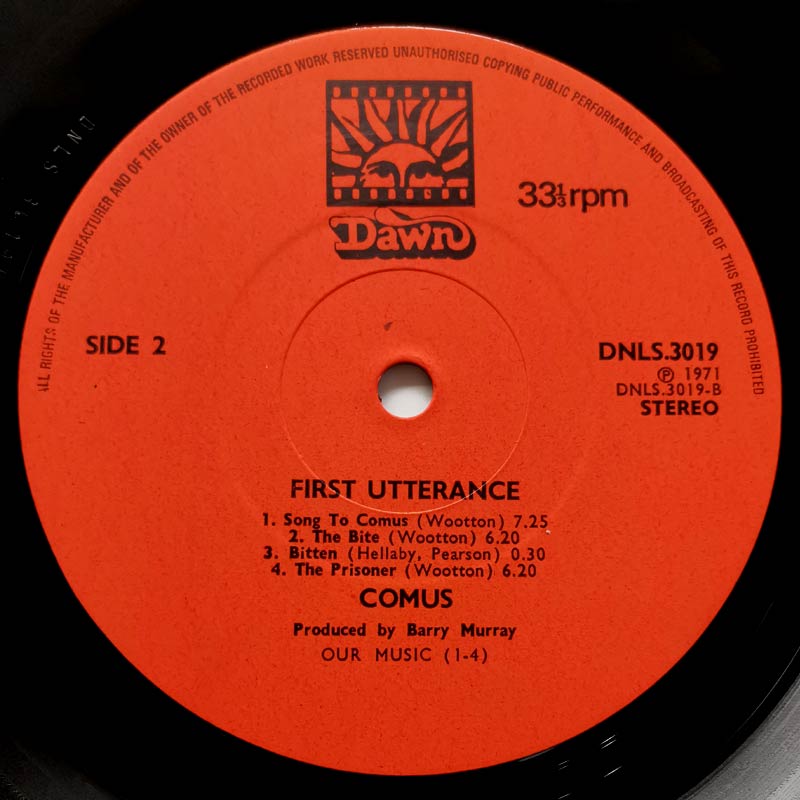 ALL RIGHTS OF THE MANUFACTURER AND OF THE OWNER OF THE RECORDED WORK RESERVED UNAUTHORISED COPYING PUBLIC PERFORMANCE AND BROADCASTING OF THIS RECORD PROHIBITED
33⅓rpm
Dawn
SIDE 2
DNLS.3019
Ⓟ 1971
DNLS.3019-B
STEREO
FIRST UTTERANCE
1. Song To Comus (Wootton) 7.25
2. The Bite (Wootton) 6.20
3. Bitten (Hellaby, Pearson) 0.30
4. The Prisoner (Wootton) 6.20
COMUS
Produced by Barry Murray
OUR MUSIC (1-4)